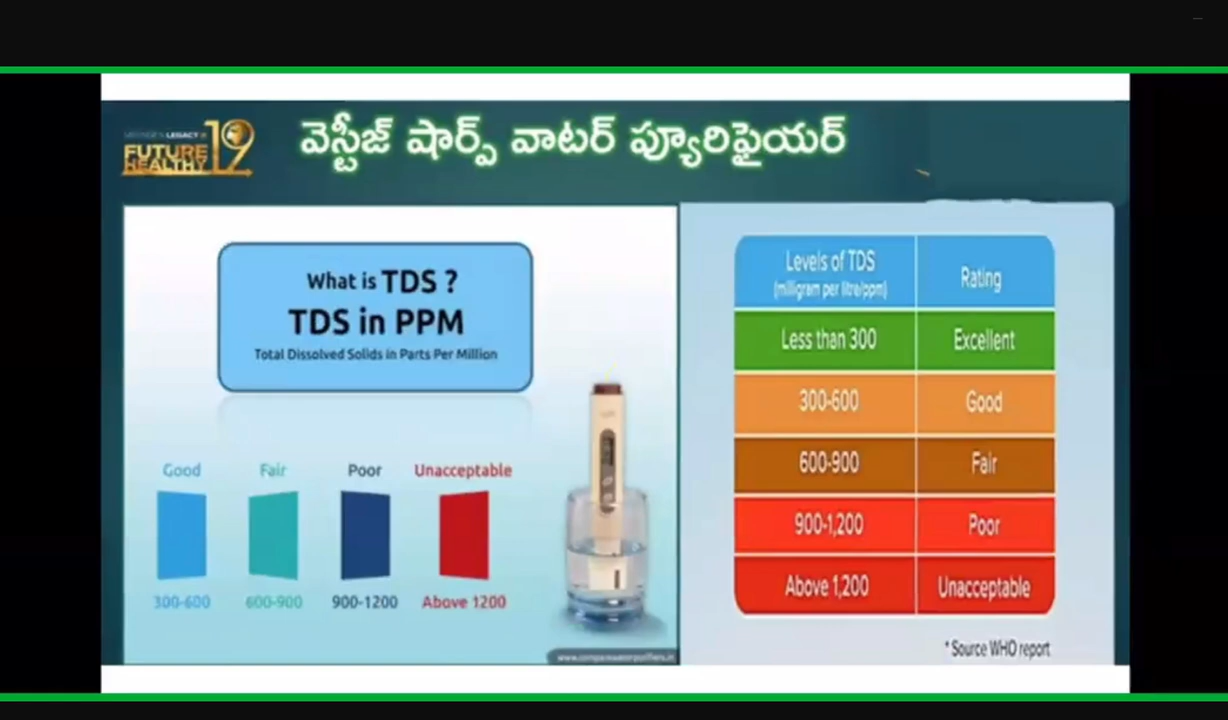 LEGACY
FUTURE
HEALTHY
19
వెస్టీజ్ షార్ప్ వాటర్ ప్యూరిఫైయర్
What is TDS ?
TDS in PPM
Total Dissolved Solids in Parts Per Million
Good Fair Poor Unacceptable
300-600 600-900 900-1200 Above 1200
Levels of TDS
(milligram per litre/ppm)
Rating
Less than 300 Excellent
300-600 Good
600-900 Fair
900-1,200 Poor
Above 1,200 Unacceptable
* Source WHO report